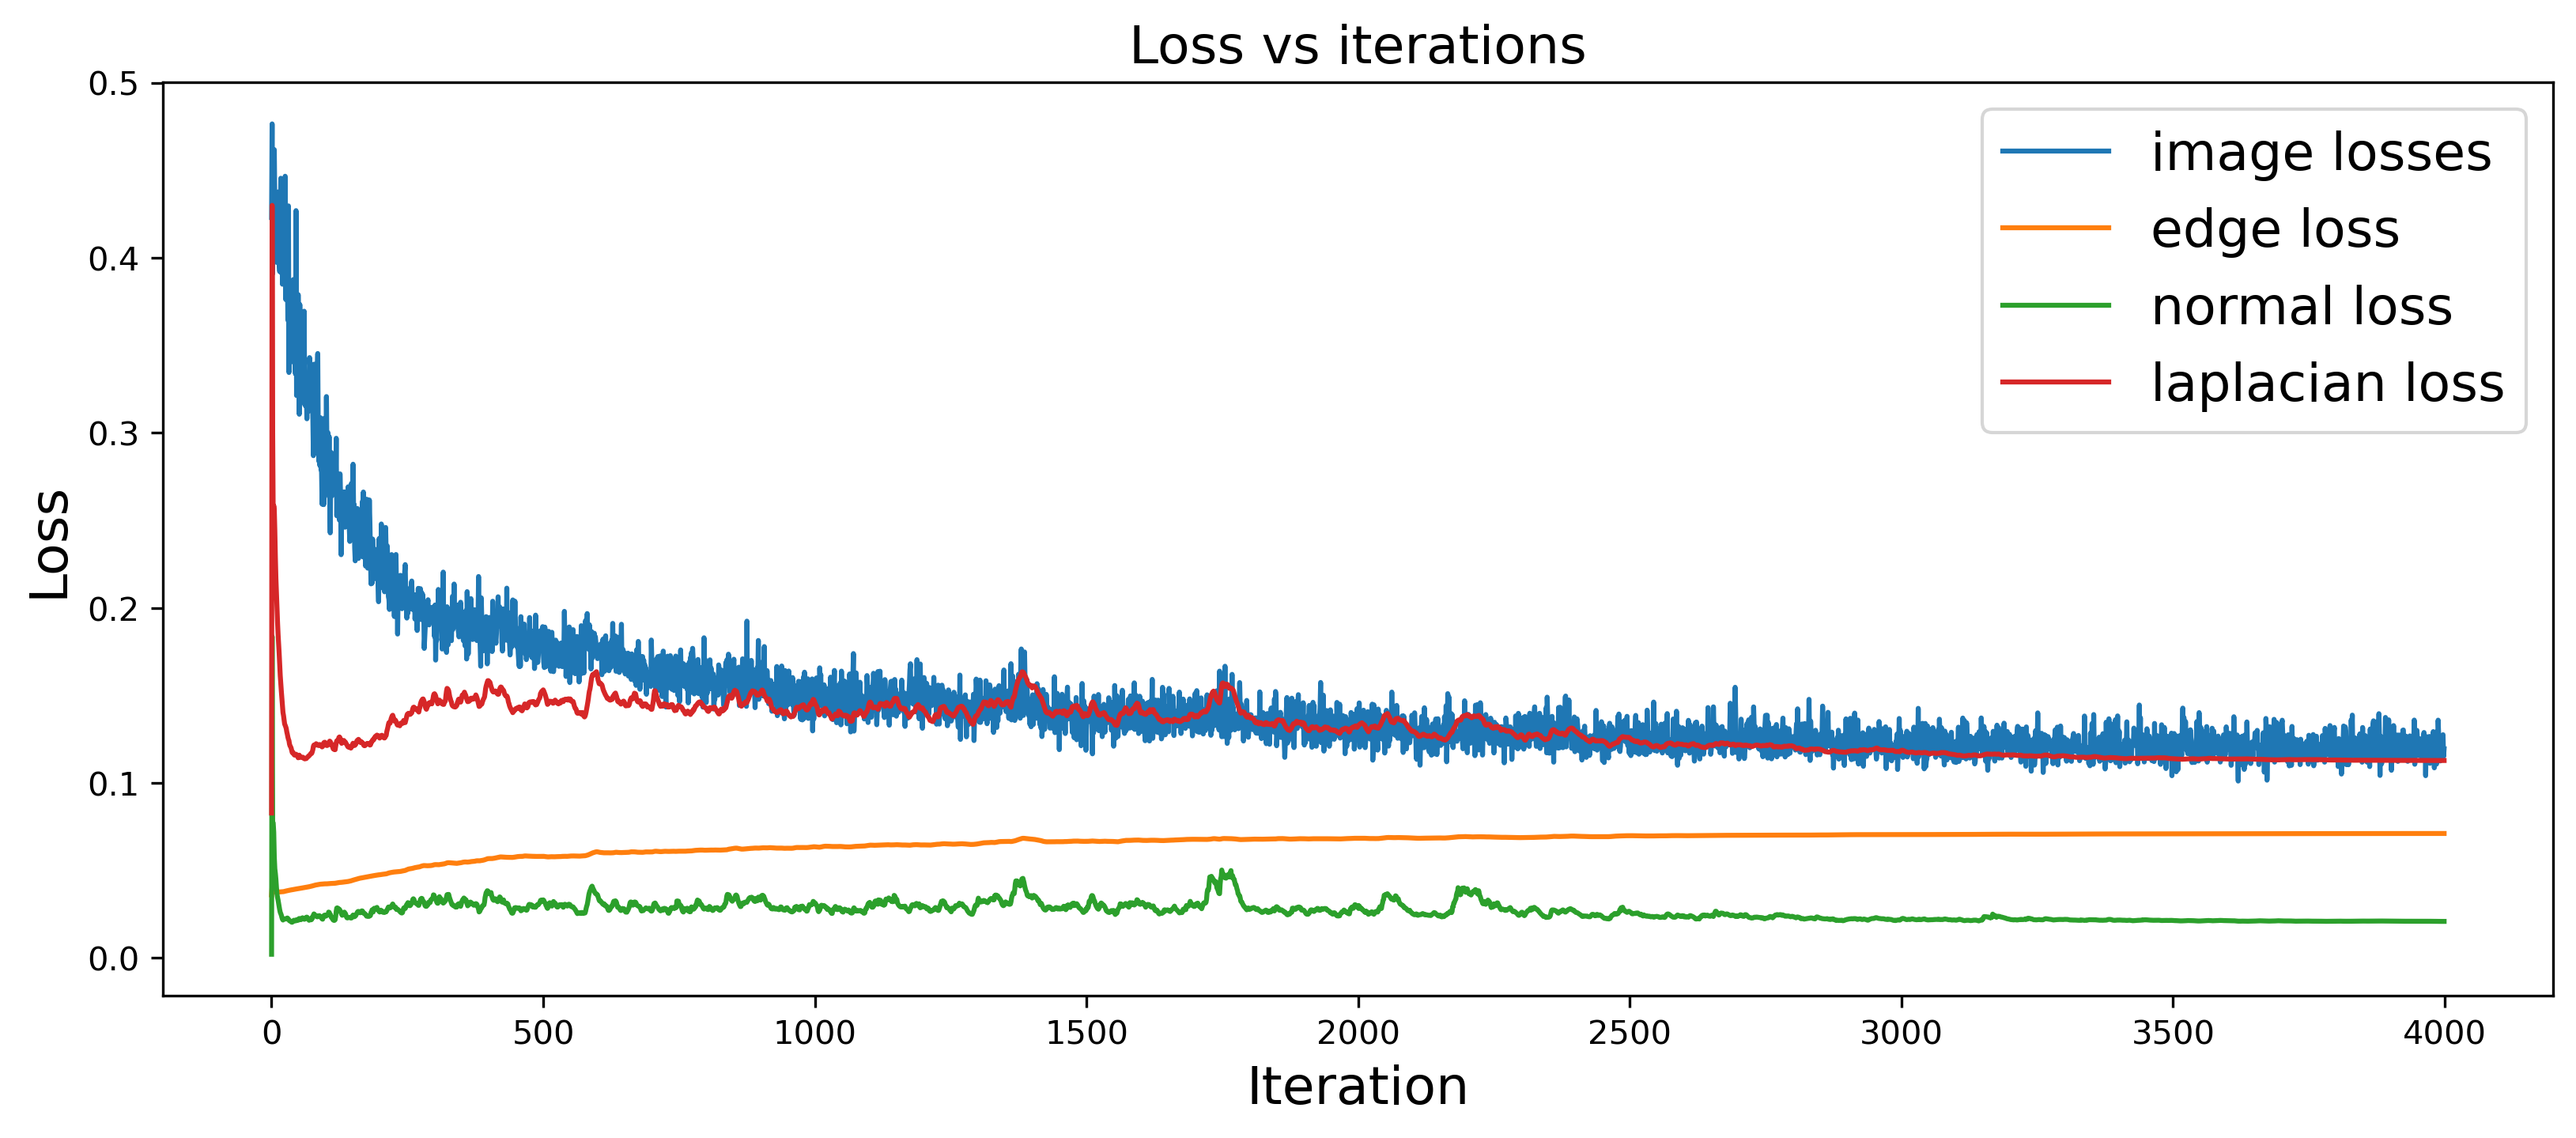 Loss vs iterations
0.5
0.4
0.3
0.2
0.1
0.0
Loss
image losses
edge loss
normal loss
laplacian loss
0 500 1000 1500 2000 2500 3000 3500 4000
Iteration